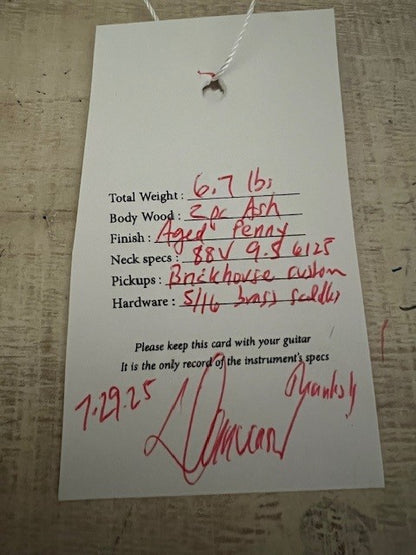 Total Weight : 6.7 lbs
Body Wood : 2 pc Ash
Finish : Aged Penny
Neck specs : .88V 9.5 6125
Pickups : Brickhouse custom
Hardware : 5/16 brass saddles
Please keep this card with your guitar
It is the only record of the instrument's specs
7.29.25
Thanks